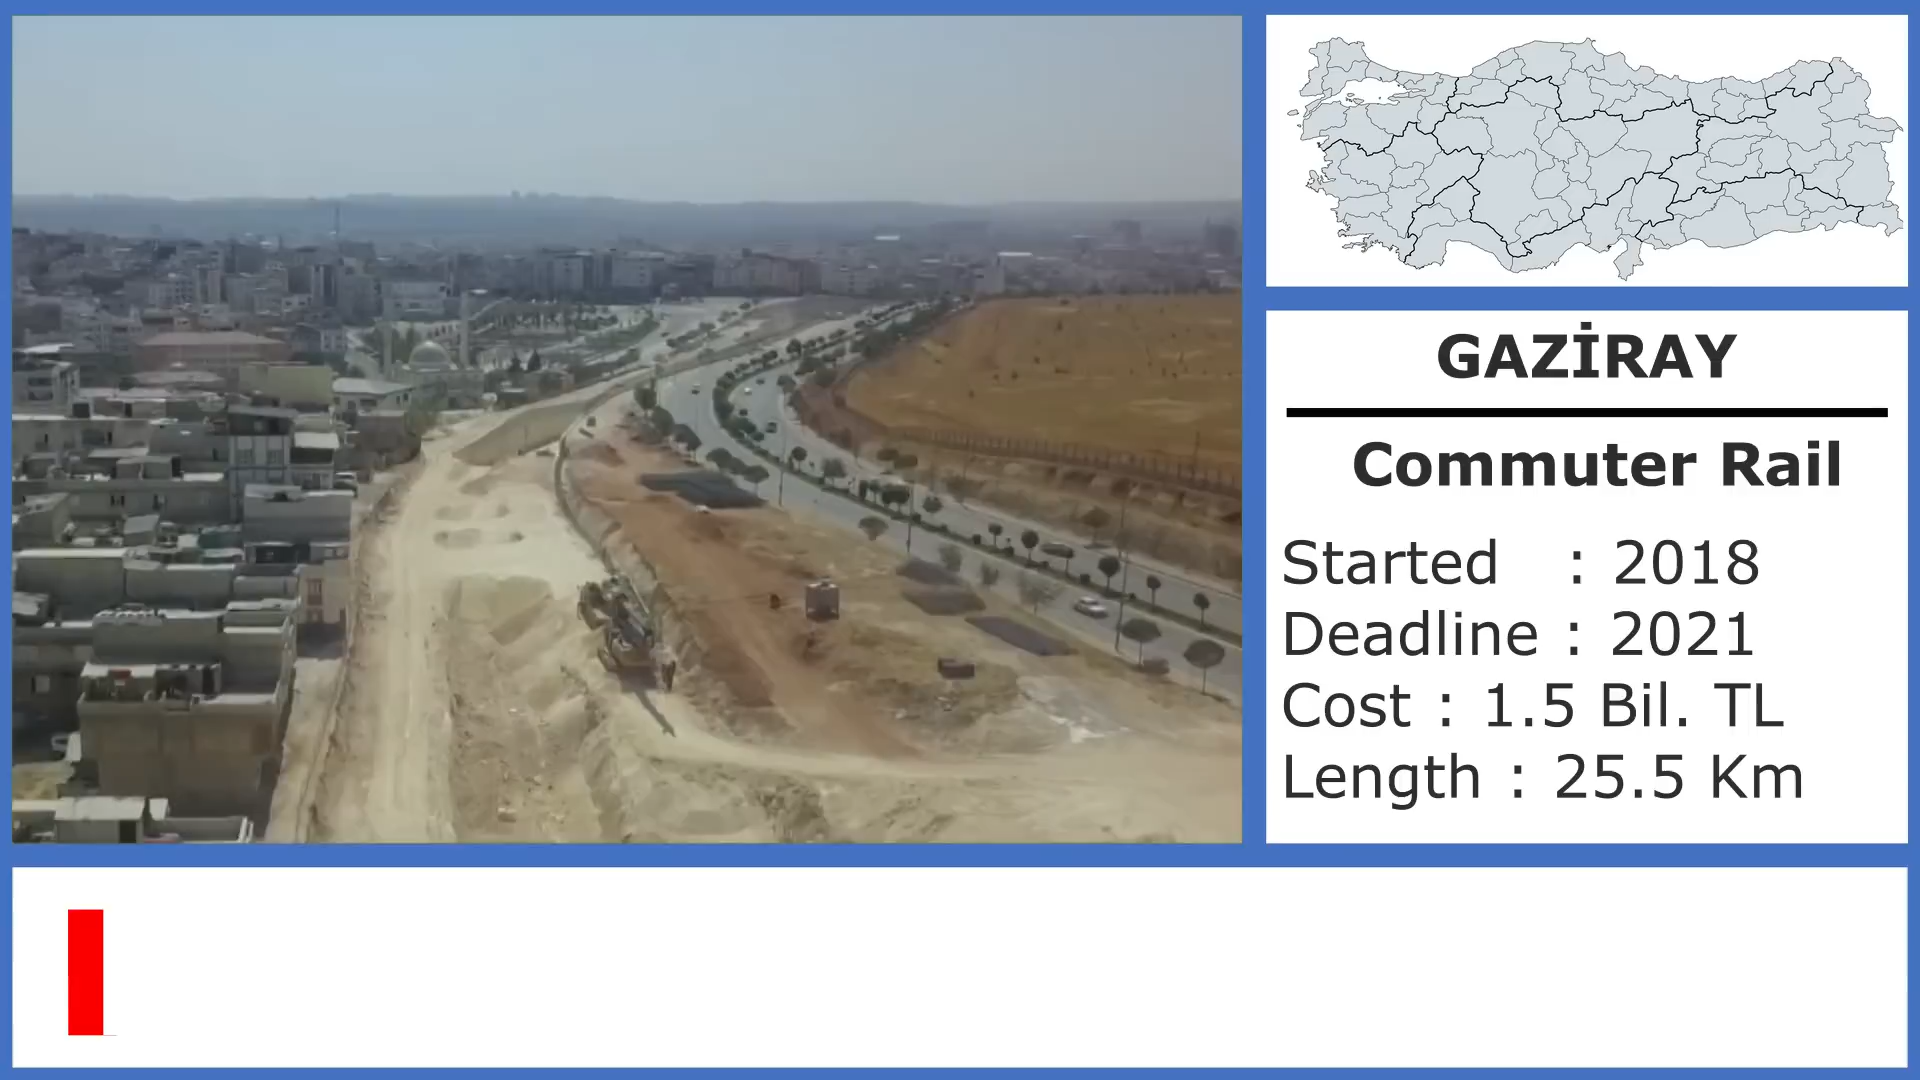 GAZİRAY
Commuter Rail
Started : 2018
Deadline : 2021
Cost : 1.5 Bil. TL
Length : 25.5 Km